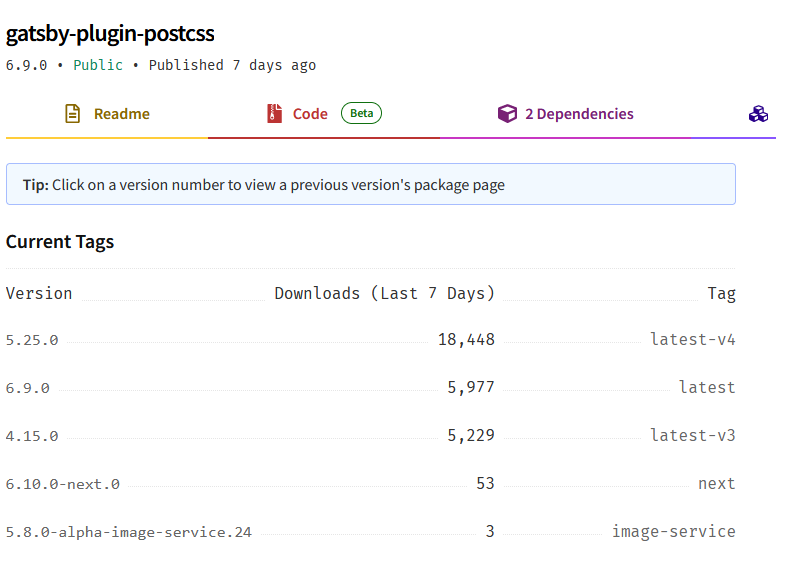 gatsby-plugin-postcss
6.9.0 • Public • Published 7 days ago
Readme Code Beta 2 Dependencies
Tip: Click on a version number to view a previous version's package page
Current Tags
Version Downloads (Last 7 Days) Tag
5.25.0 18,448 latest-v4
6.9.0 5,977 latest
4.15.0 5,229 latest-v3
6.10.0-next.0 53 next
5.8.0-alpha-image-service.24 3 image-service